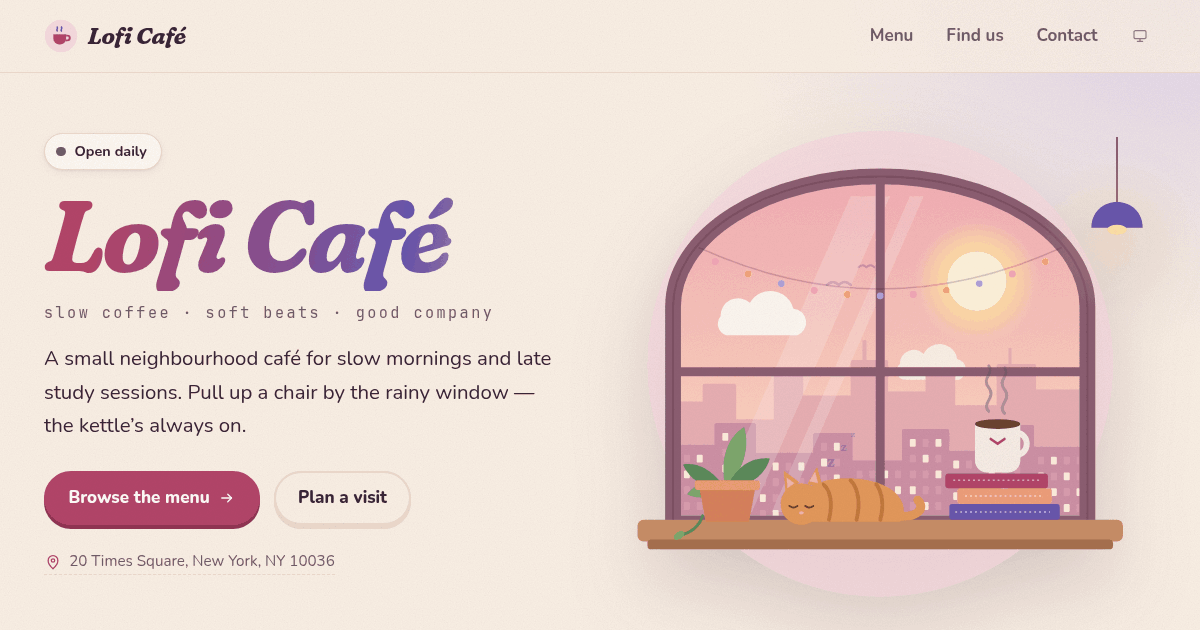 Lofi Café
Menu
Find us
Contact
Open daily
Lofi Café
slow coffee · soft beats · good company
A small neighbourhood café for slow mornings and late
study sessions. Pull up a chair by the rainy window —
the kettle’s always on.
Browse the menu →
Plan a visit
20 Times Square, New York, NY 10036
z
z